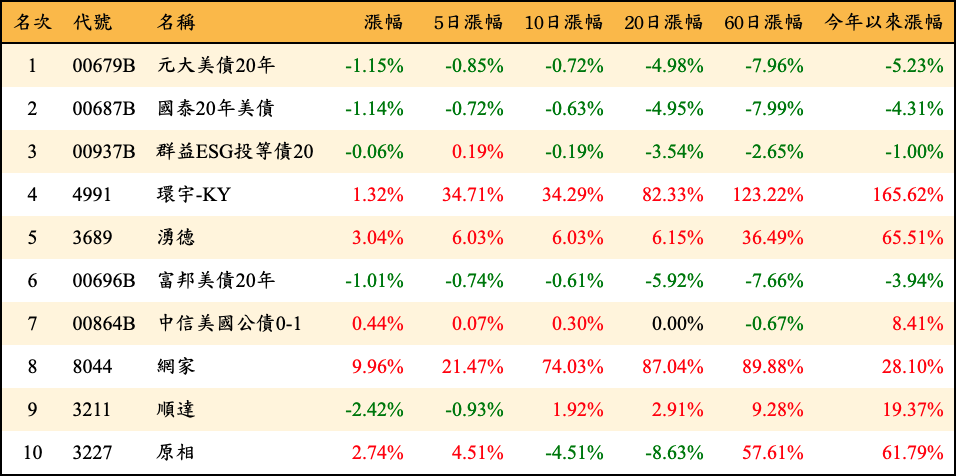 名次 代號 名稱 漲幅 5日漲幅 10日漲幅 20日漲幅 60日漲幅 今年以來漲幅
1 00679B 元大美債20年 -1.15% -0.85% -0.72% -4.98% -7.96% -5.23%
2 00687B 國泰20年美債 -1.14% -0.72% -0.63% -4.95% -7.99% -4.31%
3 00937B 群益ESG投等債20 -0.06% 0.19% -0.19% -3.54% -2.65% -1.00%
4 4991 環宇-KY 1.32% 34.71% 34.29% 82.33% 123.22% 165.62%
5 3689 湧德 3.04% 6.03% 6.03% 6.15% 36.49% 65.51%
6 00696B 富邦美債20年 -1.01% -0.74% -0.61% -5.92% -7.66% -3.94%
7 00864B 中信美國公債0-1 0.44% 0.07% 0.30% 0.00% -0.67% 8.41%
8 8044 網家 9.96% 21.47% 74.03% 87.04% 89.88% 28.10%
9 3211 順達 -2.42% -0.93% 1.92% 2.91% 9.28% 19.37%
10 3227 原相 2.74% 4.51% -4.51% -8.63% 57.61% 61.79%